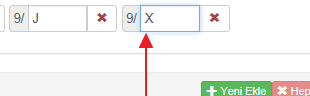 9/ J ✖ 9/ X ✖
+ Yeni Ekle ✖ Hep